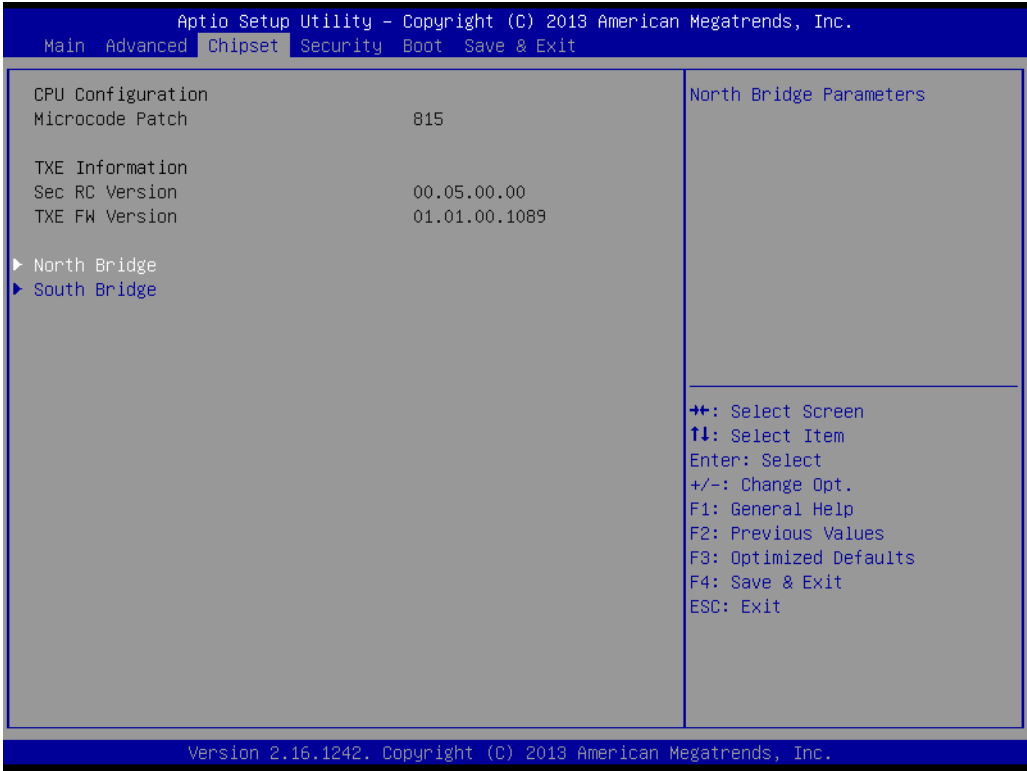 Aptio Setup Utility – Copyright (C) 2013 American Megatrends, Inc.
Main Advanced Chipset Security Boot Save & Exit
CPU Configuration
Microcode Patch 815
TXE Information
Sec RC Version 00.05.00.00
TXE FW Version 01.01.00.1089
North Bridge
South Bridge
North Bridge Parameters
→←: Select Screen
↑↓: Select Item
Enter: Select
+/-: Change Opt.
F1: General Help
F2: Previous Values
F3: Optimized Defaults
F4: Save & Exit
ESC: Exit
Version 2.16.1242. Copyright (C) 2013 American Megatrends, Inc.